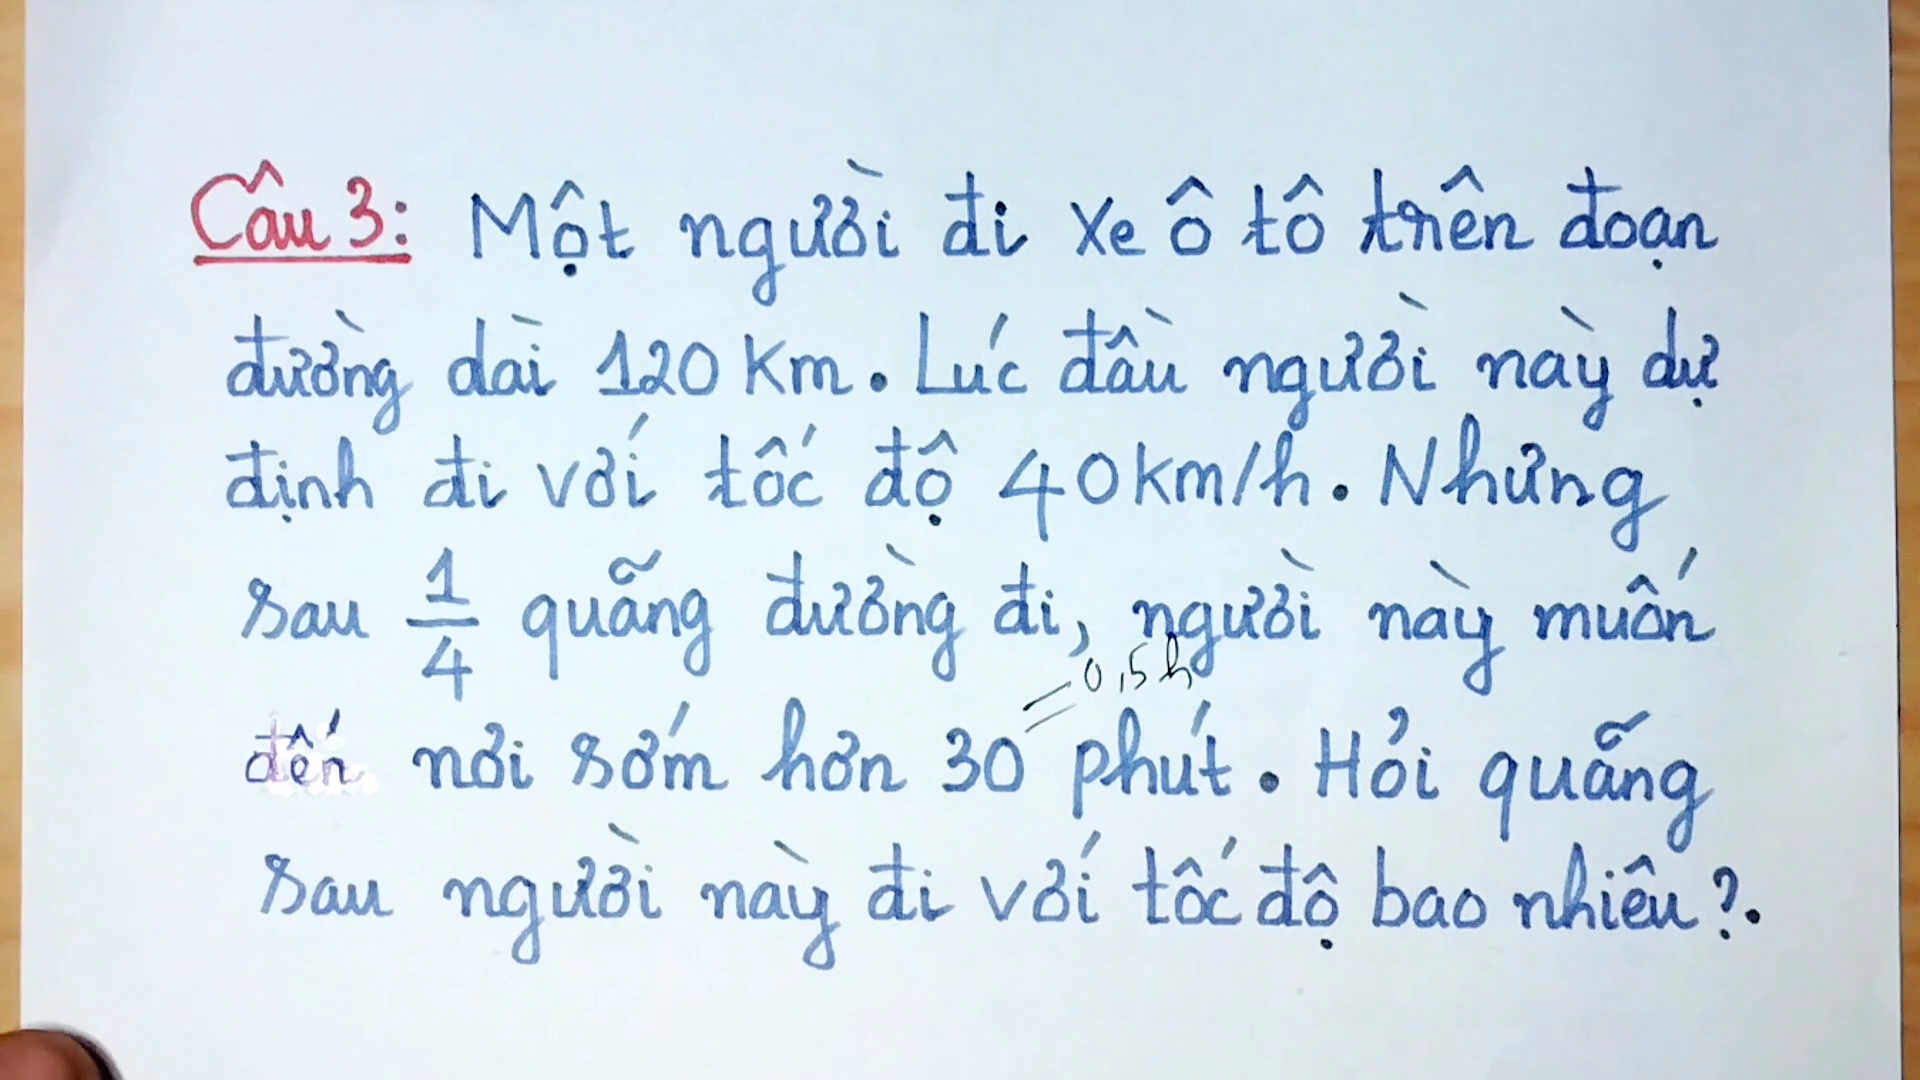 Câu 3: Một người đi xe ô tô trên đoạn
đường dài 120 km. Lúc đầu người này dự
định đi với tốc độ 40km/h. Nhưng
sau 1/4 quãng đường đi, người này muốn
= 0,5h
đến nơi sớm hơn 30 phút. Hỏi quãng
sau người này đi với tốc độ bao nhiêu?.